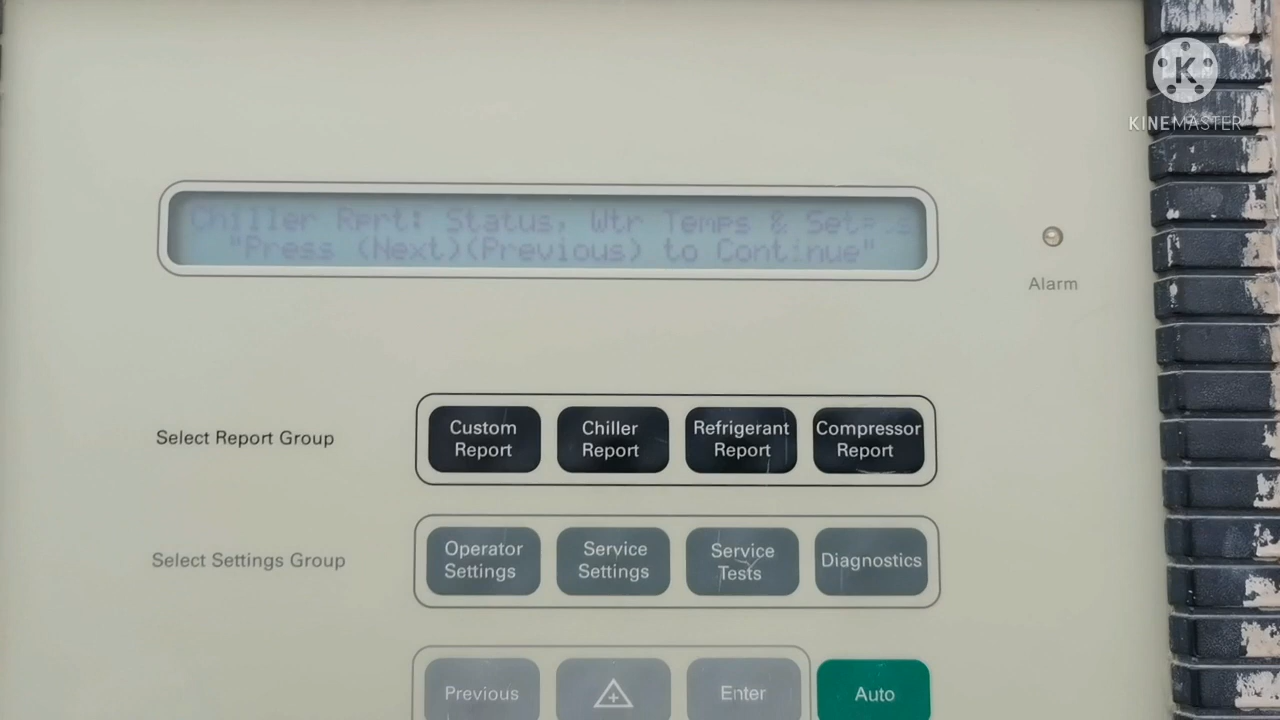 KINEMASTER
Chiller Rprt: Status, Wtr Temps &
"Press (Next)(Previous) to Continue"
Alarm
Select Report Group
Custom Report
Chiller Report
Refrigerant Report
Compressor Report
Select Settings Group
Operator Settings
Service Settings
Service Tests
Diagnostics
Previous
Enter
Auto